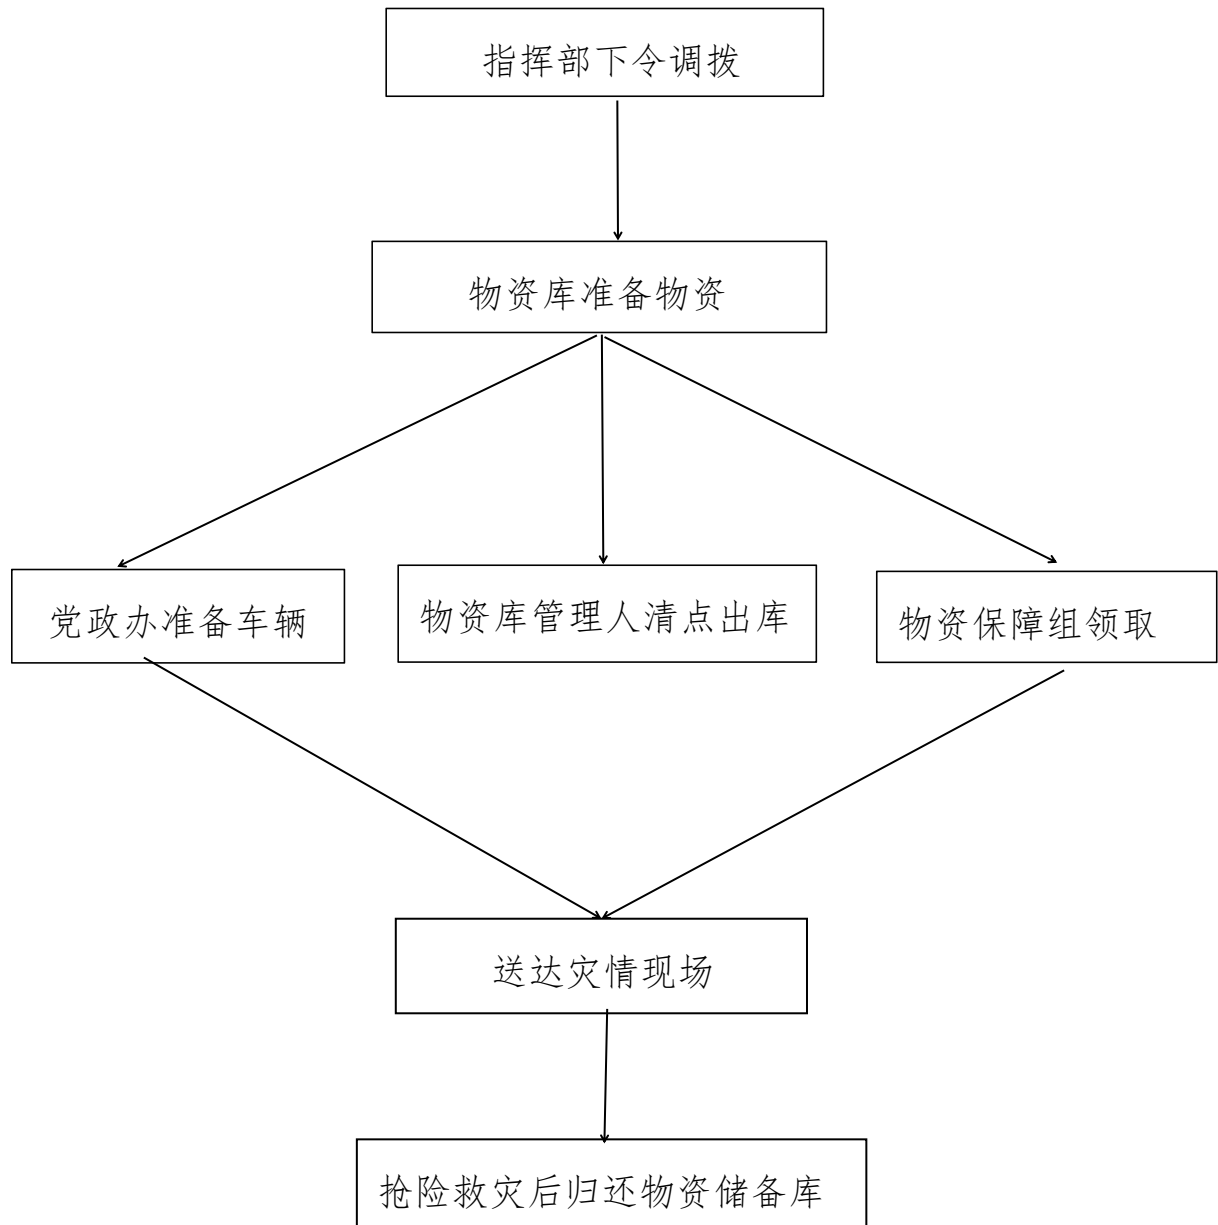 指挥部下令调拨
物资库准备物资
党政办准备车辆
物资库管理人清点出库
物资保障组领取
送达灾情现场
抢险救灾后归还物资储备库